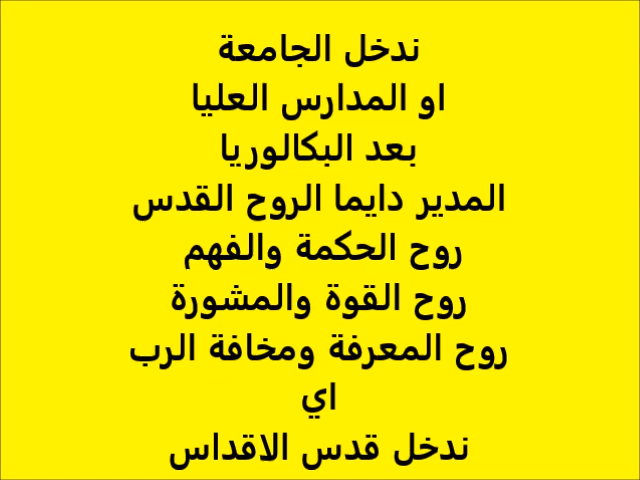 ندخل الجامعة
او المدارس العليا
بعد البكالوريا
المدير دايما الروح القدس
روح الحكمة والفهم
روح القوة والمشورة
روح المعرفة ومخافة الرب
اي
ندخل قدس الاقداس